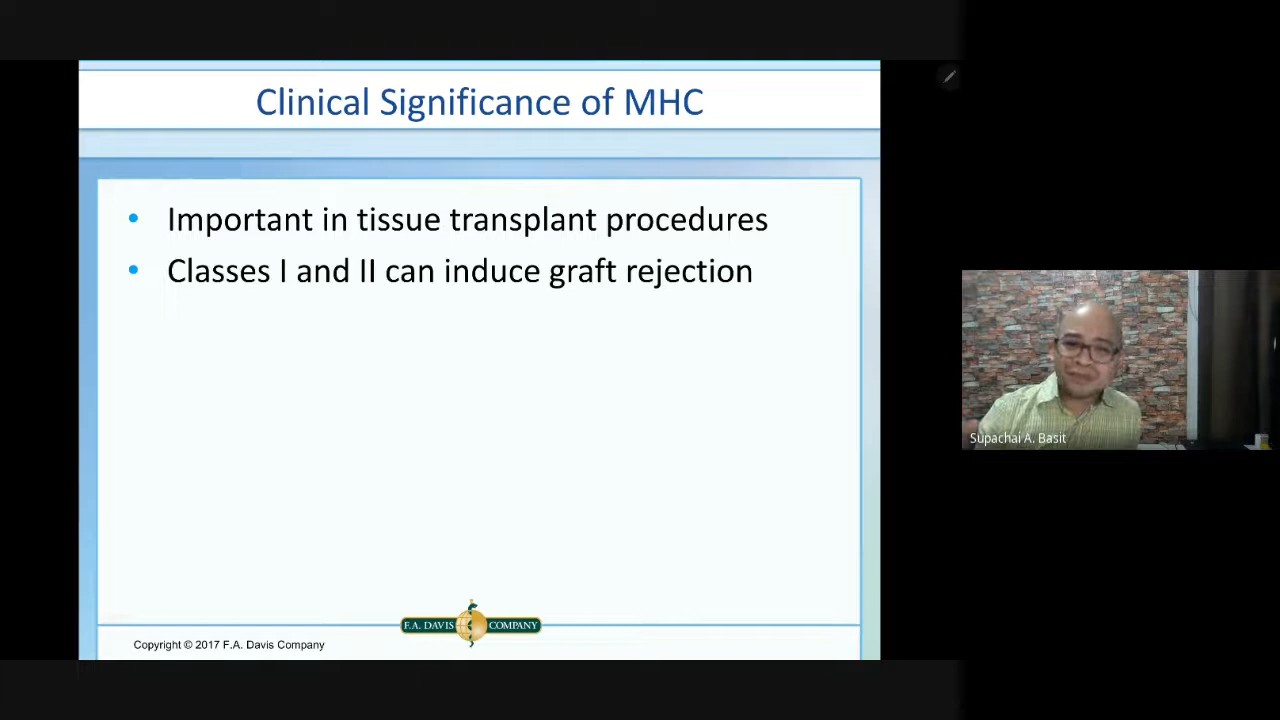 Clinical Significance of MHC
• Important in tissue transplant procedures
• Classes I and II can induce graft rejection
F.A. DAVIS COMPANY
Copyright © 2017 F.A. Davis Company
Supachai A. Basit